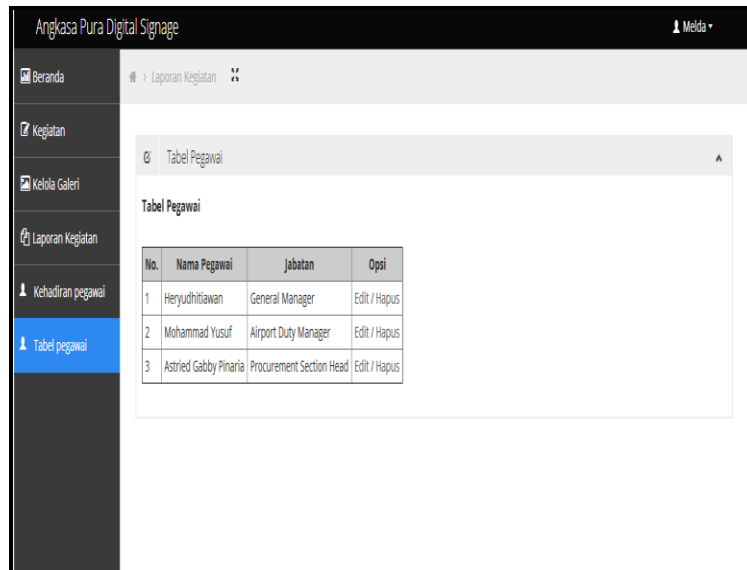 Angkasa Pura Digital Signage
Melda
Beranda
Kegiatan
Kelola Galeri
Laporan Kegiatan
Kehadiran pegawai
Tabel pegawai
> Laporan Kegiatan
Tabel Pegawai
Tabel Pegawai
No. Nama Pegawai Jabatan Opsi
1 Heryudhitiawan General Manager Edit / Hapus
2 Mohammad Yusuf Airport Duty Manager Edit / Hapus
3 Astried Gabby Pinaria Procurement Section Head Edit / Hapus